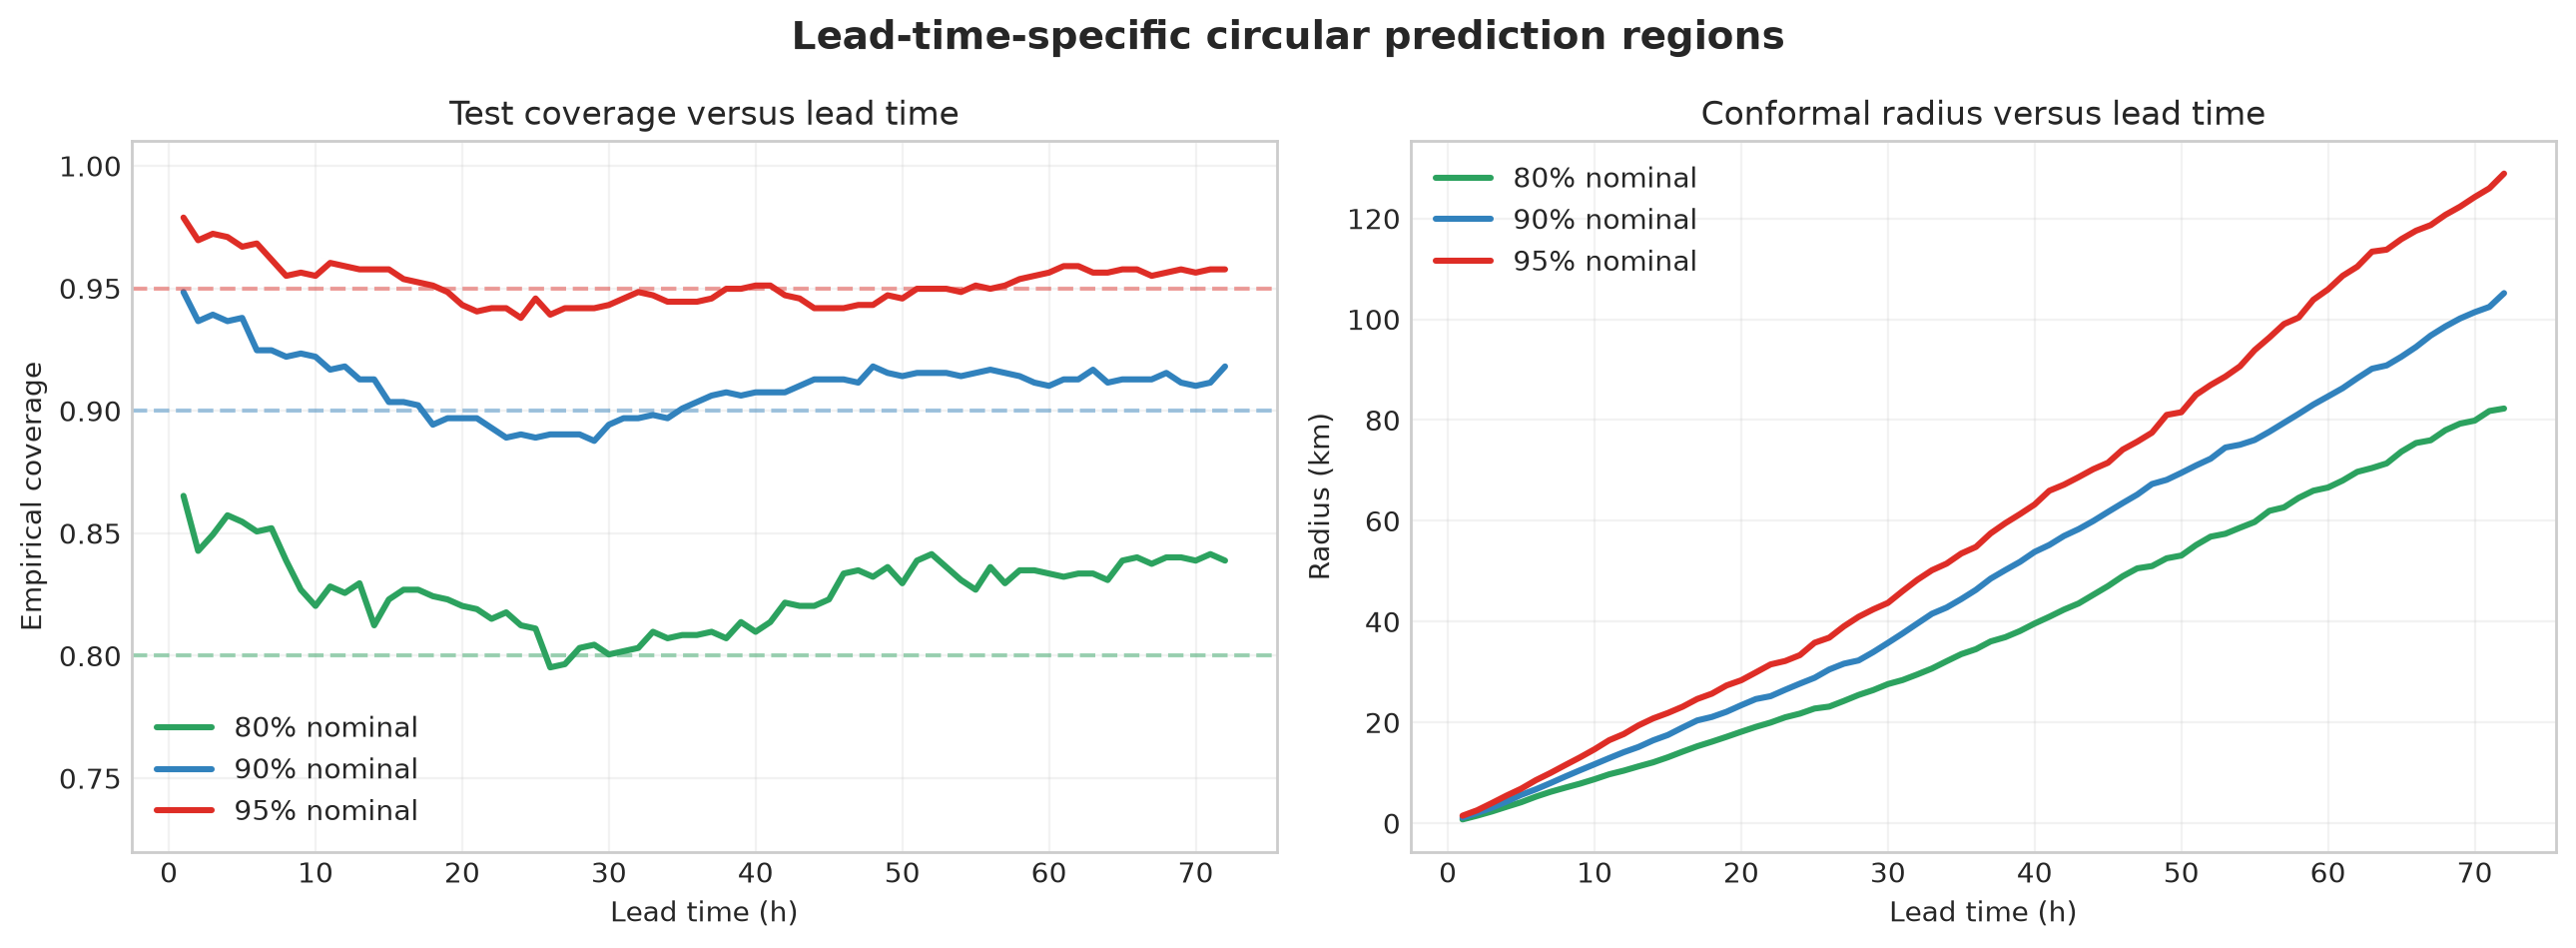 Lead-time-specific circular prediction regions
Test coverage versus lead time
1.00
0.95
0.90
0.85
0.80
0.75
Empirical coverage
80% nominal
90% nominal
95% nominal
0 10 20 30 40 50 60 70
Lead time (h)
Conformal radius versus lead time
80% nominal
90% nominal
95% nominal
120
100
80
60
40
20
0
Radius (km)
0 10 20 30 40 50 60 70
Lead time (h)